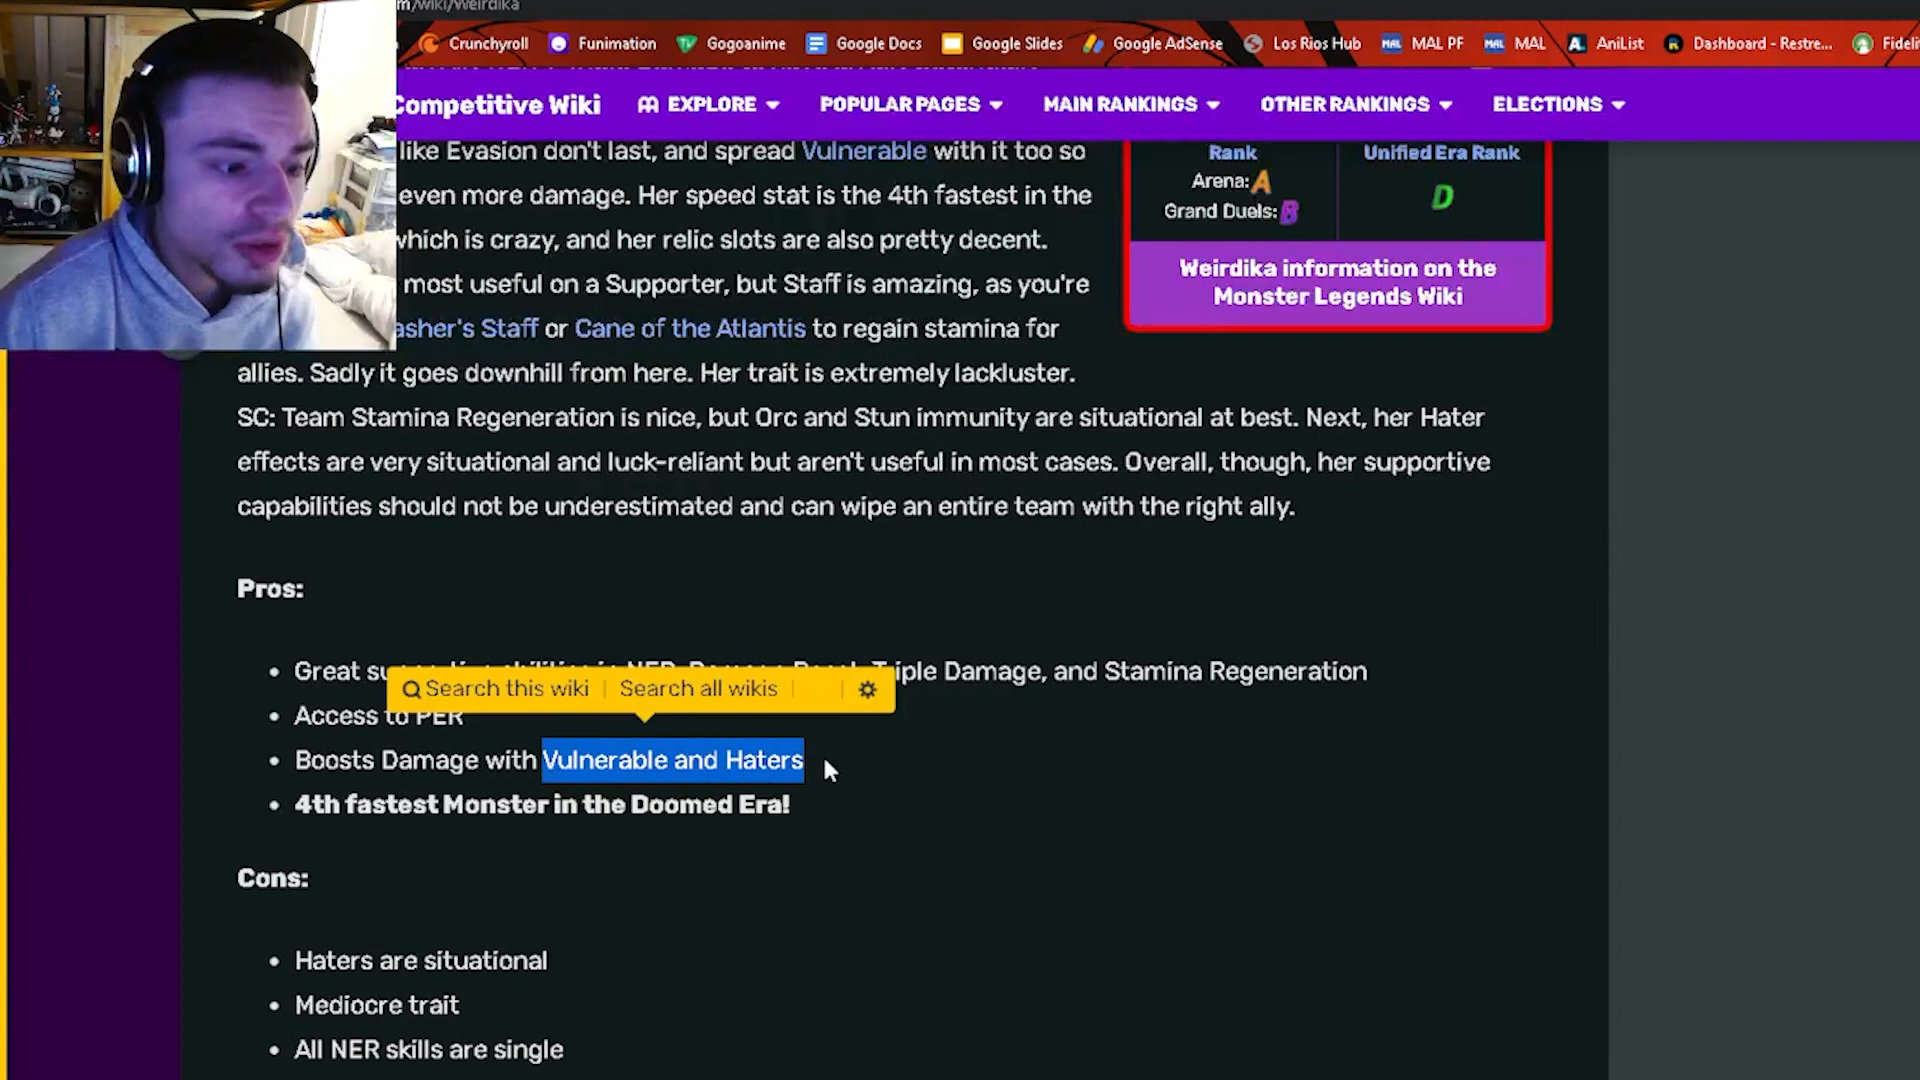 m/wiki/Weirdika
Crunchyroll Funimation Gogoanime Google Docs Google Slides Google AdSense Los Rios Hub MAL PF MAL AniList Dashboard - Restre...
Competitive Wiki EXPLORE POPULAR PAGES MAIN RANKINGS OTHER RANKINGS ELECTIONS
like Evasion don't last, and spread Vulnerable with it too so
even more damage. Her speed stat is the 4th fastest in the
which is crazy, and her relic slots are also pretty decent.
most useful on a Supporter, but Staff is amazing, as you're
asher's Staff or Cane of the Atlantis to regain stamina for
allies. Sadly it goes downhill from here. Her trait is extremely lackluster.
SC: Team Stamina Regeneration is nice, but Orc and Stun immunity are situational at best. Next, her Hater
effects are very situational and luck-reliant but aren't useful in most cases. Overall, though, her supportive
capabilities should not be underestimated and can wipe an entire team with the right ally.
Rank
Arena: A
Grand Duels: B
Unified Era Rank
D
Weirdika information on the
Monster Legends Wiki
Pros:
• Great iple Damage, and Stamina Regeneration
Search this wiki Search all wikis
• Access to PER
• Boosts Damage with Vulnerable and Haters
• 4th fastest Monster in the Doomed Era!
Cons:
• Haters are situational
• Mediocre trait
• All NER skills are single